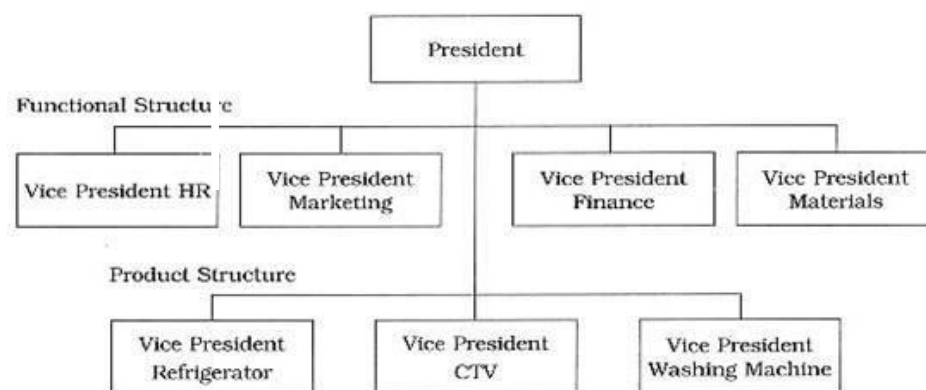 President
Functional Structure
Vice President HR
Vice President
Marketing
Vice President
Finance
Vice President
Materials
Product Structure
Vice President
Refrigerator
Vice President
CTV
Vice President
Washing Machine